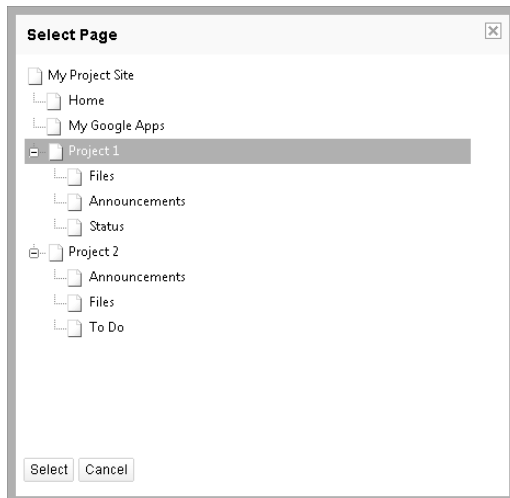 Select Page
My Project Site
Home
My Google Apps
Project 1
Files
Announcements
Status
Project 2
Announcements
Files
To Do
Select Cancel